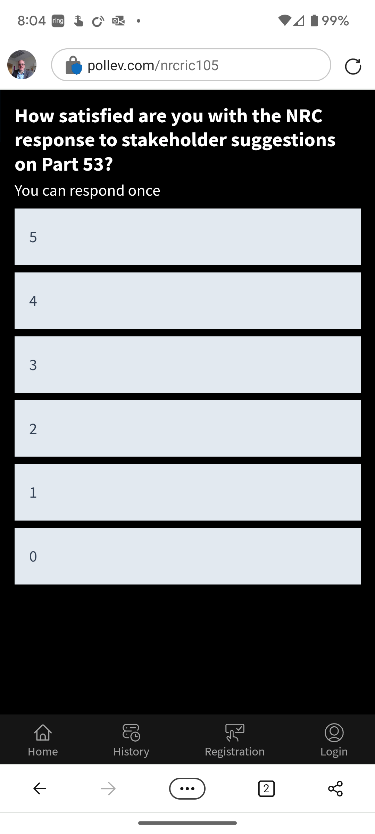 8:04 ring 99%
pollev.com/nrcric105
How satisfied are you with the NRC
response to stakeholder suggestions
on Part 53?
You can respond once
5
4
3
2
1
0
Home History Registration Login
2